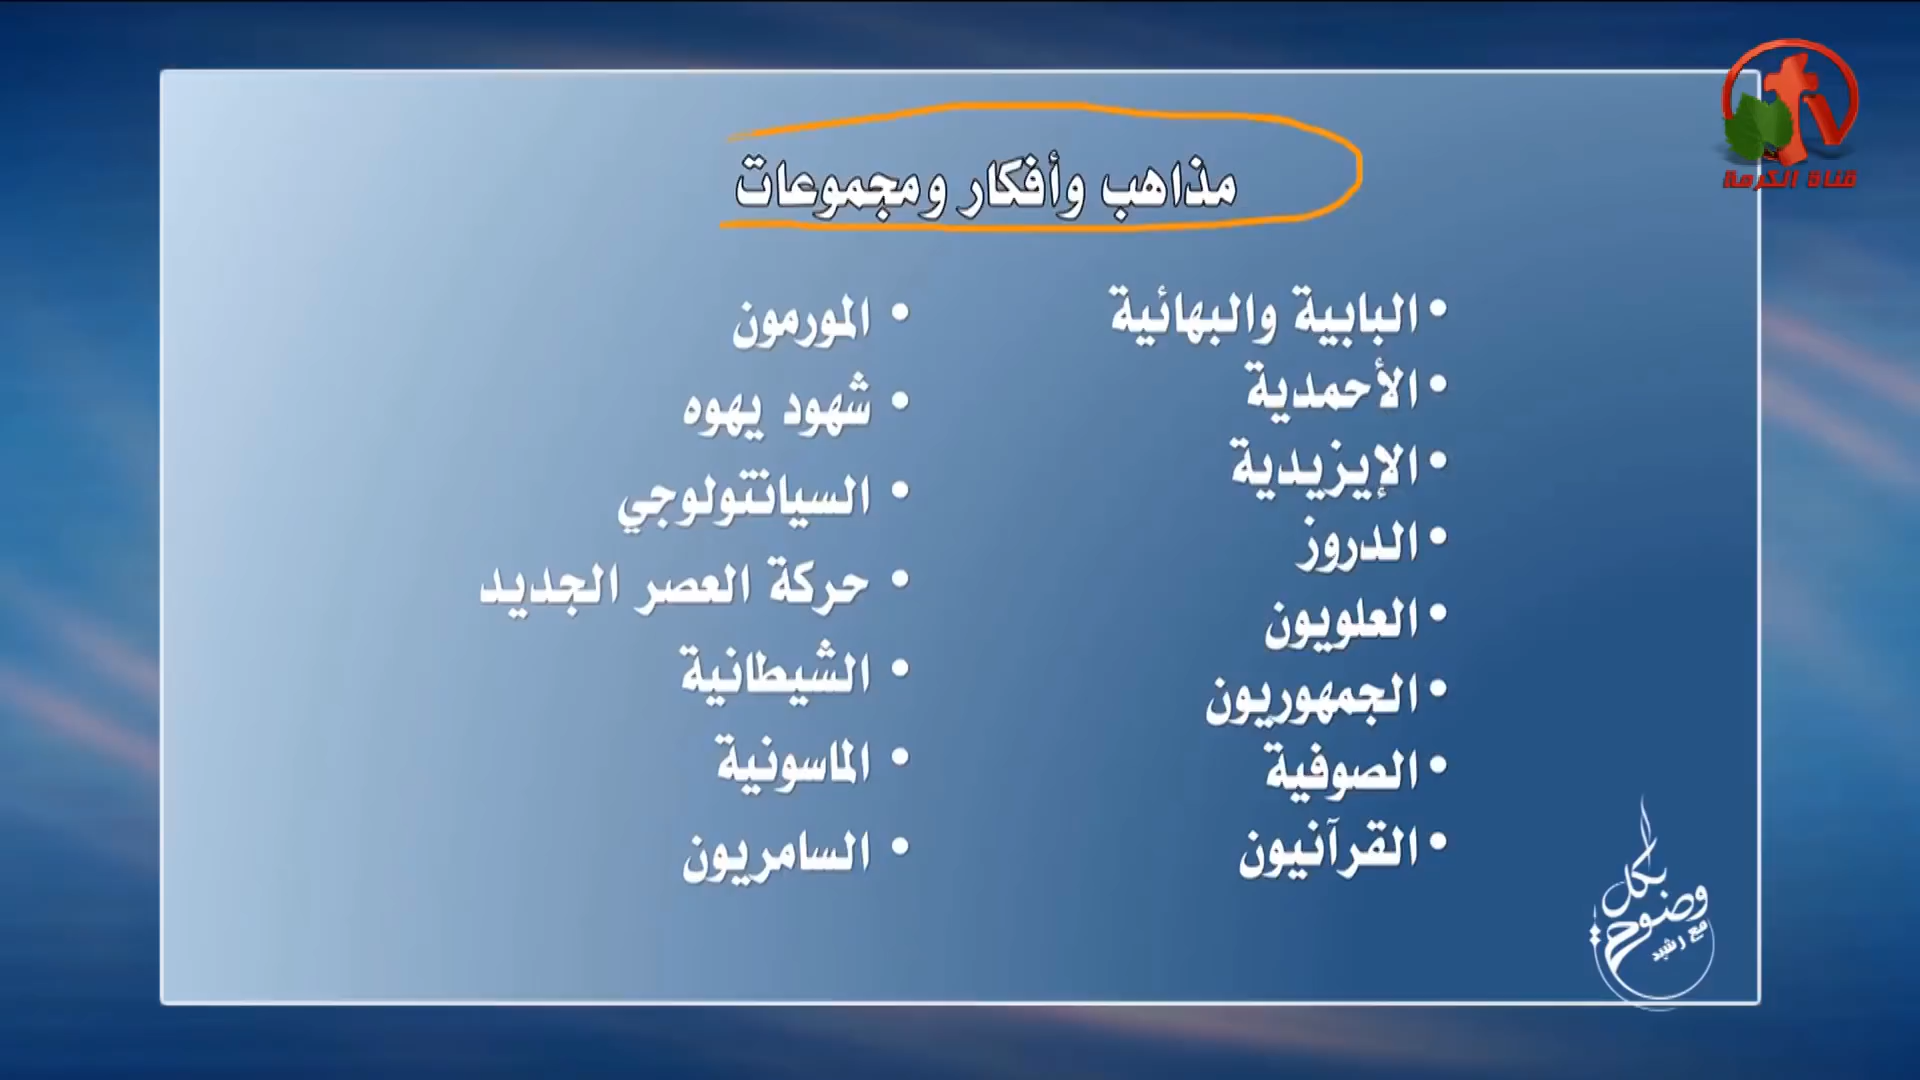 قناة الكرمة
مذاهب وأفكار ومجموعات
• البابية والبهائية
• الأحمدية
• الإيزيدية
• الدروز
• العلويون
• الجمهوريون
• الصوفية
• القرآنيون
• المورمون
• شهود يهوه
• السيانتولوجي
• حركة العصر الجديد
• الشيطانية
• الماسونية
• السامريون
بكل
وضوح
مع رشيد